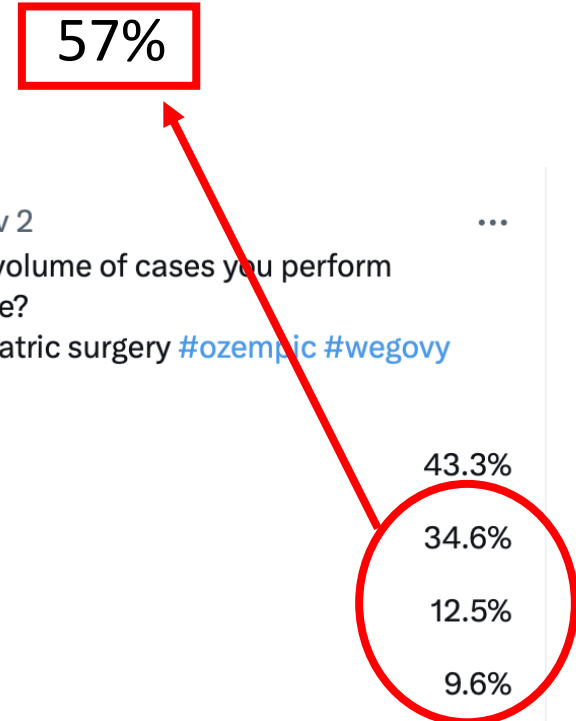 57%
v 2
volume of cases you perform
e?
atric surgery #ozempic #wegovy
43.3%
34.6%
12.5%
9.6%